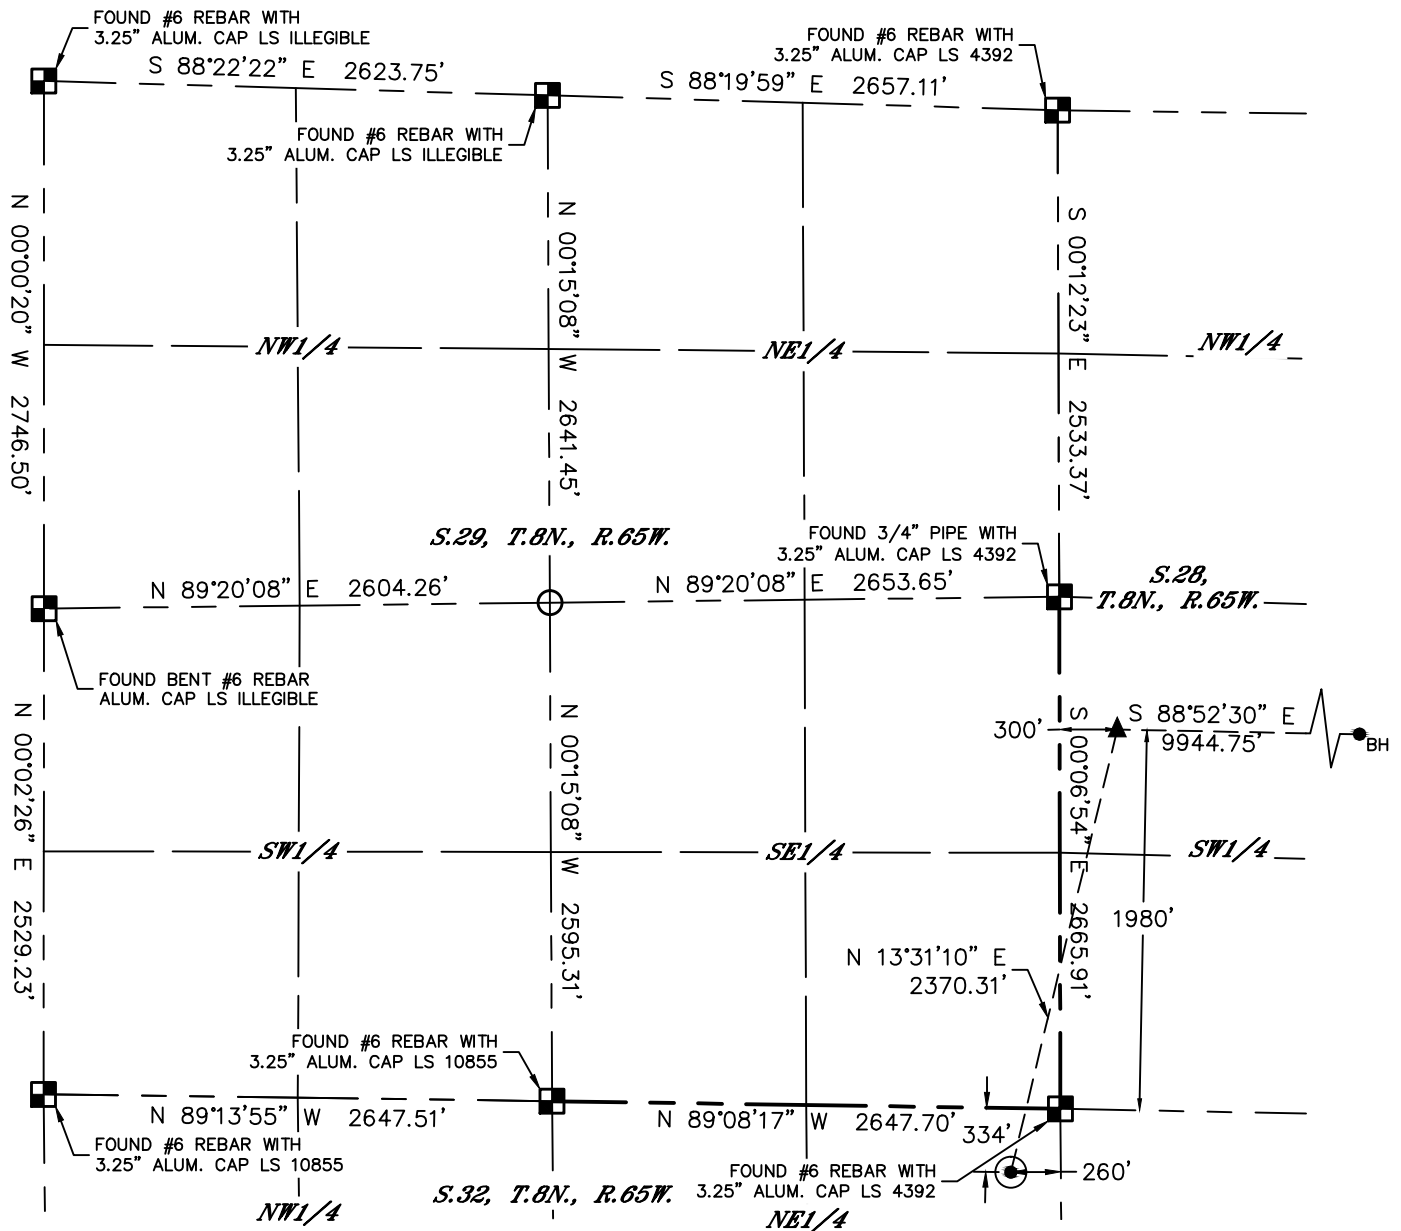 FOUND #6 REBAR WITH
3.25" ALUM. CAP LS ILLEGIBLE
FOUND #6 REBAR WITH
3.25" ALUM. CAP LS 4392
S 88°22'22" E 2623.75'
S 88°19'59" E 2657.11'
FOUND #6 REBAR WITH
3.25" ALUM. CAP LS ILLEGIBLE
N 00°00'20" W 2746.50'
N 00°15'08" W 2641.45'
S 00°12'23" E 2533.37'
NW1/4
NE1/4
NW1/4
S.29, T.8N., R.65W.
FOUND 3/4" PIPE WITH
3.25" ALUM. CAP LS 4392
N 89°20'08" E 2604.26'
N 89°20'08" E 2653.65'
S.28,
T.8N., R.65W.
FOUND BENT #6 REBAR
ALUM. CAP LS ILLEGIBLE
N 00°02'26" E 2529.23'
N 00°15'08" W 2595.31'
S 00°06'54" E 2665.91'
300'
S 88°52'30" E
9944.75'
BH
SW1/4
SE1/4
SW1/4
1980'
N 13°31'10" E
2370.31'
FOUND #6 REBAR WITH
3.25" ALUM. CAP LS 10855
N 89°13'55" W 2647.51'
N 89°08'17" W 2647.70'
334'
FOUND #6 REBAR WITH
3.25" ALUM. CAP LS 10855
FOUND #6 REBAR WITH
3.25" ALUM. CAP LS 4392
260'
S.32, T.8N., R.65W.
NW1/4
NE1/4